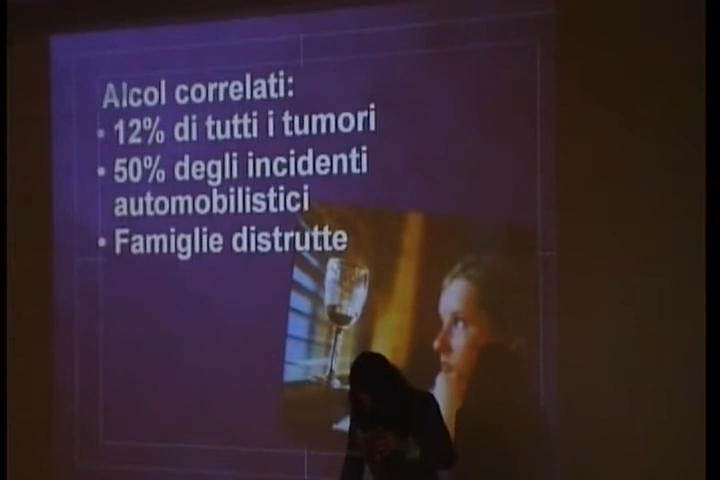 Alcol correlati:
• 12% di tutti i tumori
• 50% degli incidenti
automobilistici
• Famiglie distrutte